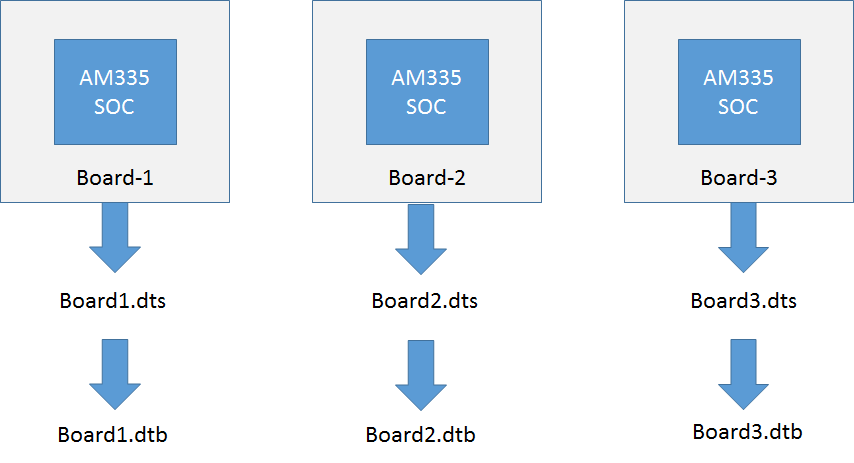 AM335
SOC
Board-1
Board1.dts
Board1.dtb
AM335
SOC
Board-2
Board2.dts
Board2.dtb
AM335
SOC
Board-3
Board3.dts
Board3.dtb